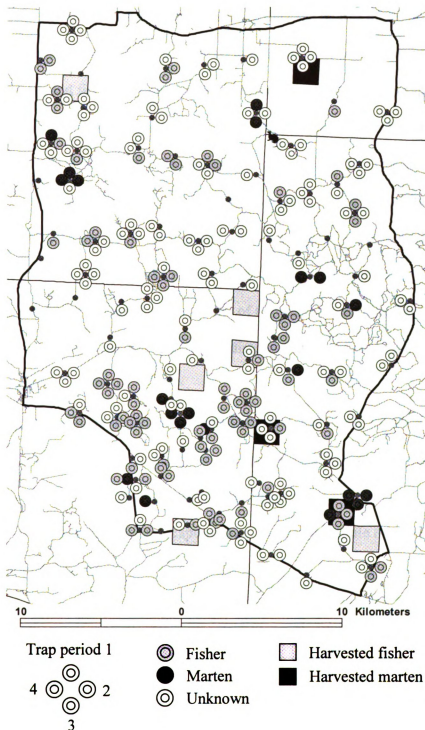 10 0 10 Kilometers
Trap period 1
4 2
3
Fisher
Marten
Unknown
Harvested fisher
Harvested marten